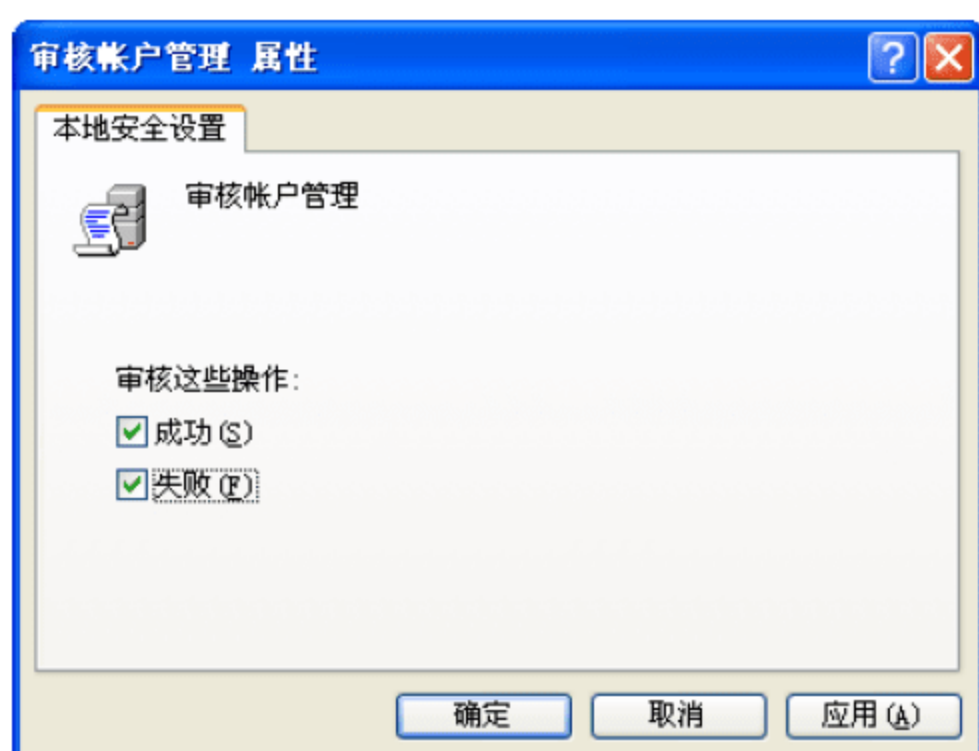 审核帐户管理 属性
本地安全设置
审核帐户管理
审核这些操作:
成功(S)
失败(F)
确定 取消 应用(A)